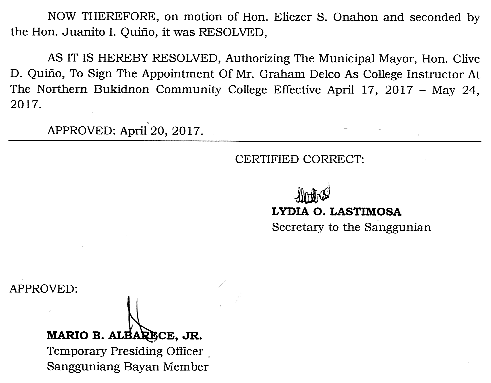 NOW THEREFORE, on motion of Hon. Eliezer S. Onahon and seconded by
the Hon. Juanito I. Quiño, it was RESOLVED,
AS IT IS HEREBY RESOLVED, Authorizing The Municipal Mayor, Hon. Clive
D. Quiño, To Sign The Appointment Of Mr. Graham Delco As College Instructor At
The Northern Bukidnon Community College Effective April 17, 2017 – May 24,
2017.
APPROVED: April 20, 2017.
CERTIFIED CORRECT:
LYDIA O. LASTIMOSA
Secretary to the Sanggunian
APPROVED:
MARIO B. ALBARECE, JR.
Temporary Presiding Officer
Sangguniang Bayan Member